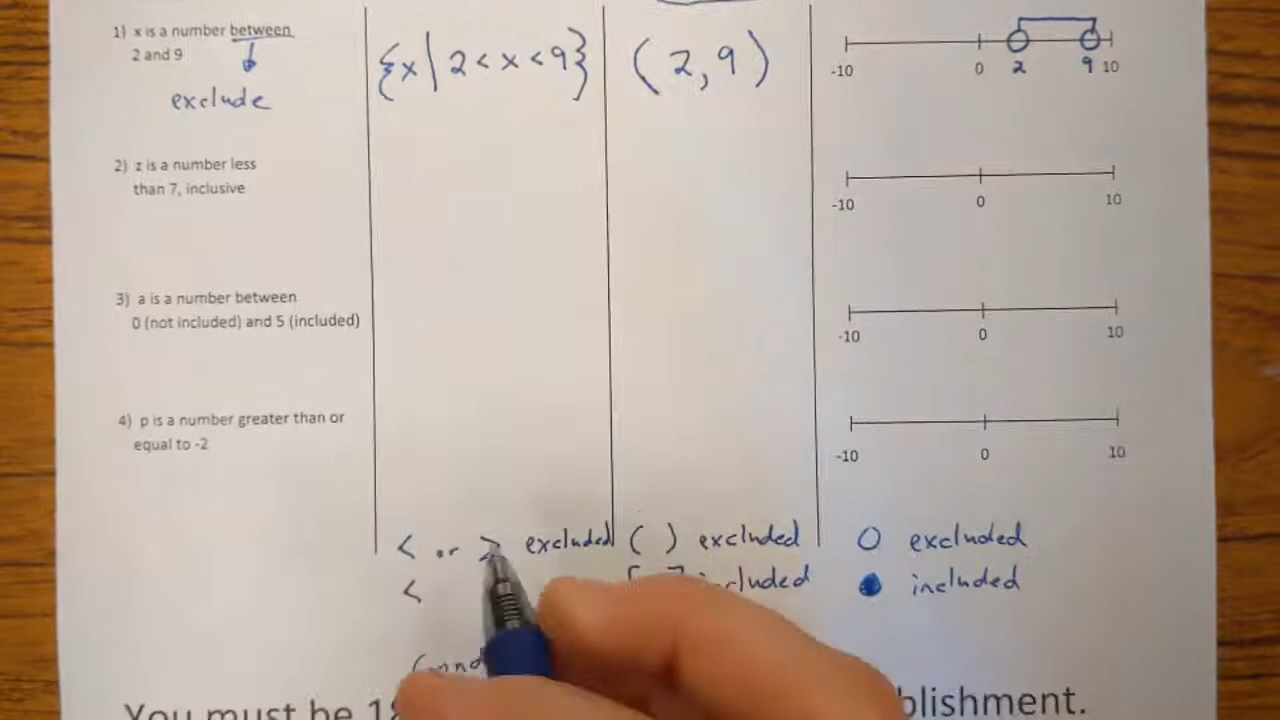 1) x is a number between
2 and 9
exclude
{x | 2 < x < 9}
(2, 9)
-10 0 2 9 10
2) z is a number less
than 7, inclusive
-10 0 10
3) a is a number between
0 (not included) and 5 (included)
-10 0 10
4) p is a number greater than or
equal to -2
-10 0 10
< or > excluded
<
( ) excluded
O excluded
included
You must be 1